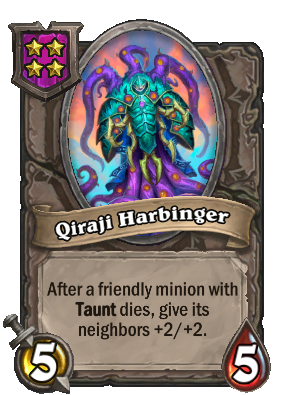 Qiraji Harbinger
After a friendly minion with
Taunt dies, give its
neighbors +2/+2.
5 5